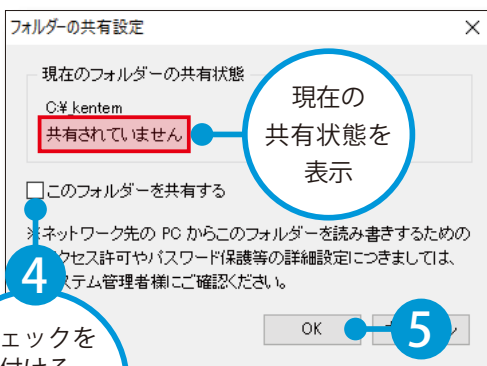 フォルダーの共有設定
現在のフォルダーの共有状態
C:¥_kentem
共有されていません
現在の
共有状態を
表示
このフォルダーを共有する
※ネットワーク先の PC からこのフォルダーを読み書きするための
クセス許可やパスワード保護等の詳細設定につきましては、
ステム管理者様にご確認ください。
4
OK
5
ェックを
付ける